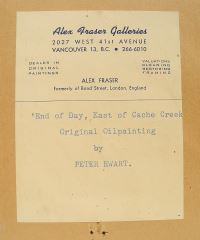 Alex Fraser Galleries
2027 WEST 41ST AVENUE
VANCOUVER 13, B.C. • 266-6010
DEALER IN
ORIGINAL
PAINTINGS
VALUATIONS
CLEANING
RESTORING
FRAMING
ALEX FRASER
Formerly of Bond Street, London, England
"End of Day, East of Cache Creek
Original Oilpainting
by
PETER EWART.